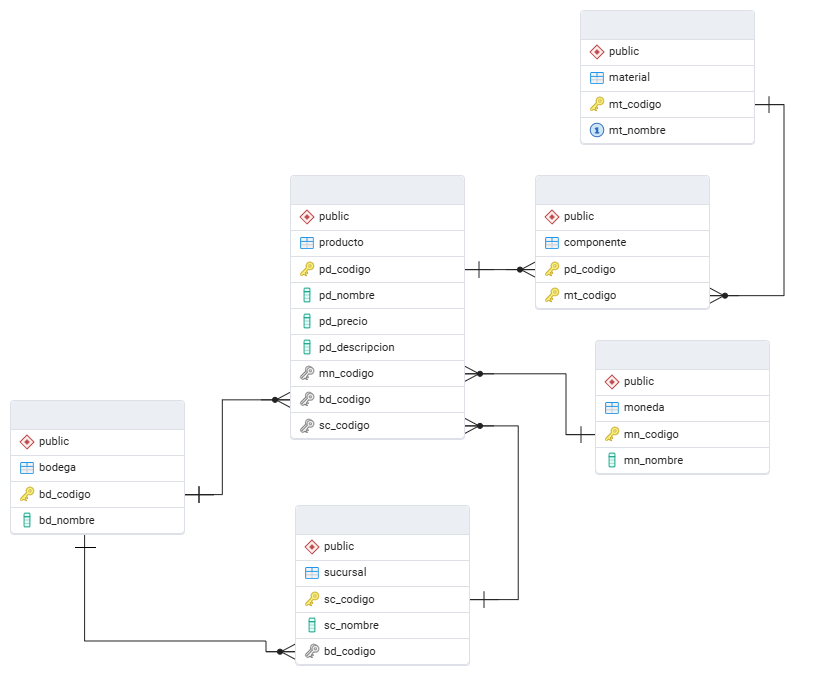 public
material
mt_codigo
mt_nombre
public
producto
pd_codigo
pd_nombre
pd_precio
pd_descripcion
mn_codigo
bd_codigo
sc_codigo
public
componente
pd_codigo
mt_codigo
public
moneda
mn_codigo
mn_nombre
public
bodega
bd_codigo
bd_nombre
public
sucursal
sc_codigo
sc_nombre
bd_codigo